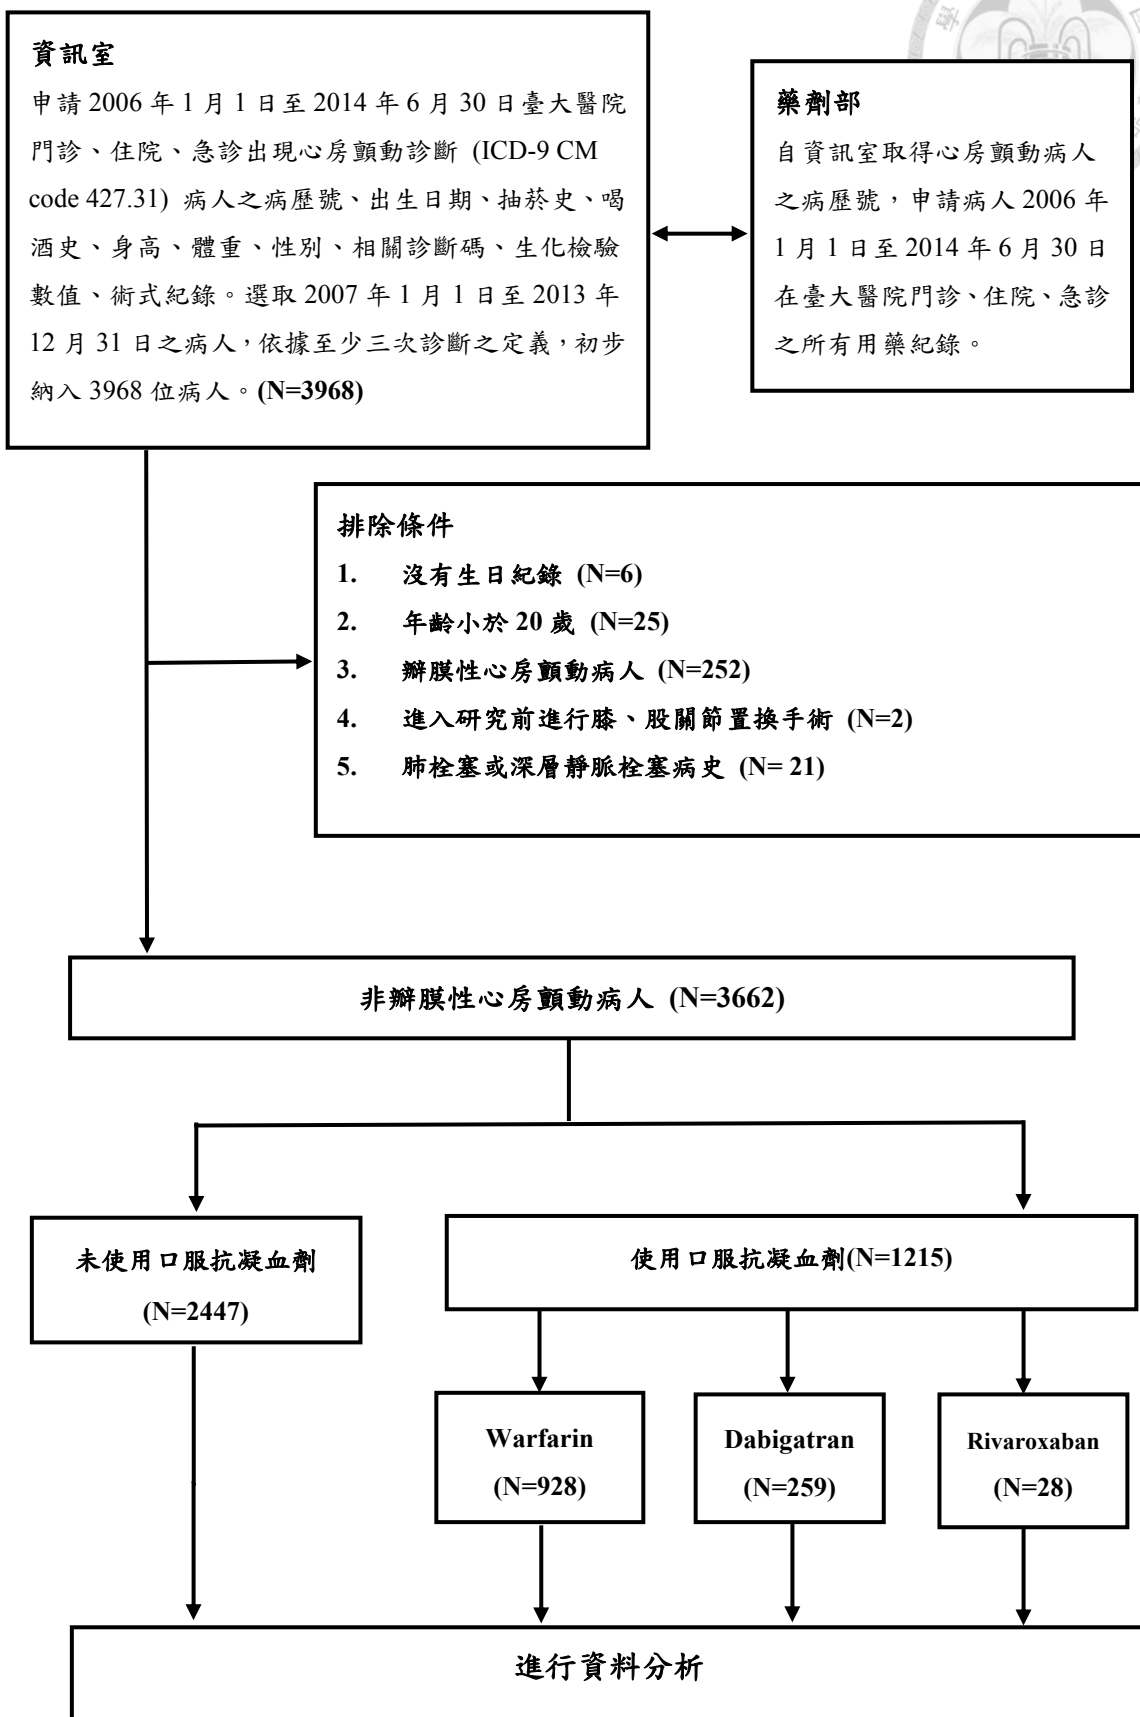 資訊室
申請 2006 年 1 月 1 日至 2014 年 6 月 30 日臺大醫院
門診、住院、急診出現心房顫動診斷 (ICD-9 CM
code 427.31) 病人之病歷號、出生日期、抽菸史、喝
酒史、身高、體重、性別、相關診斷碼、生化檢驗
數值、術式紀錄。選取 2007 年 1 月 1 日至 2013 年
12 月 31 日之病人，依據至少三次診斷之定義，初步
納入 3968 位病人。(N=3968)
藥劑部
自資訊室取得心房顫動病人
之病歷號，申請病人 2006 年
1 月 1 日至 2014 年 6 月 30 日
在臺大醫院門診、住院、急診
之所有用藥紀錄。
排除條件
1. 沒有生日紀錄 (N=6)
2. 年齡小於 20 歲 (N=25)
3. 瓣膜性心房顫動病人 (N=252)
4. 進入研究前進行膝、股關節置換手術 (N=2)
5. 肺栓塞或深層靜脈栓塞病史 (N= 21)
非瓣膜性心房顫動病人 (N=3662)
未使用口服抗凝血劑
(N=2447)
使用口服抗凝血劑(N=1215)
Warfarin
(N=928)
Dabigatran
(N=259)
Rivaroxaban
(N=28)
進行資料分析